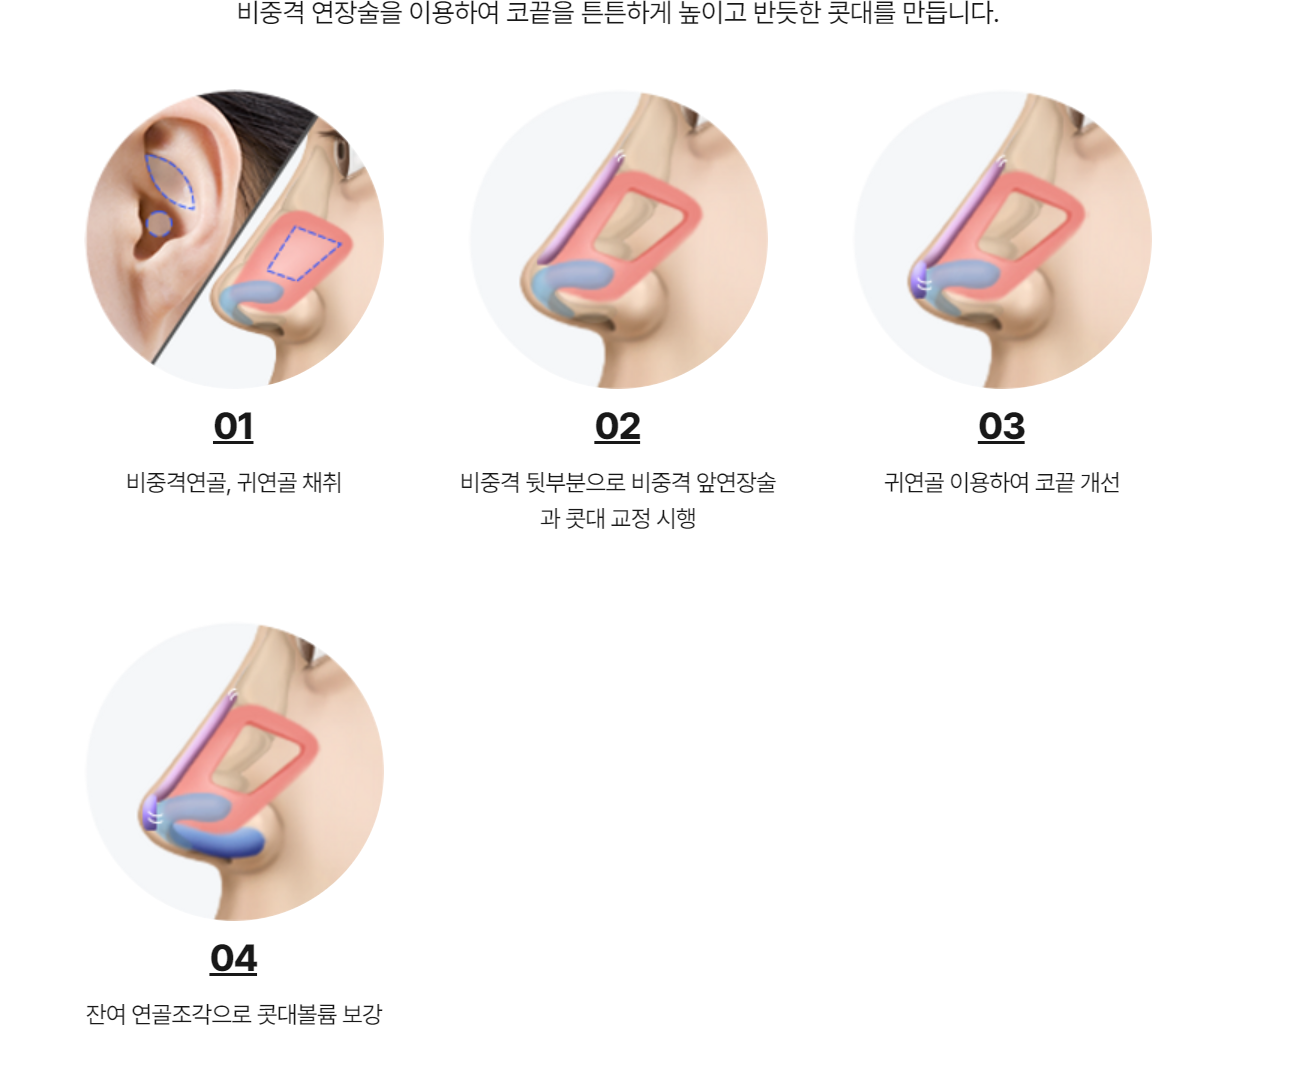 비중격 연장술을 이용하여 코끝을 튼튼하게 높이고 반듯한 콧대를 만듭니다.
01
비중격연골, 귀연골 채취
02
비중격 뒷부분으로 비중격 앞연장술
과 콧대 교정 시행
03
귀연골 이용하여 코끝 개선
04
잔여 연골조각으로 콧대볼륨 보강